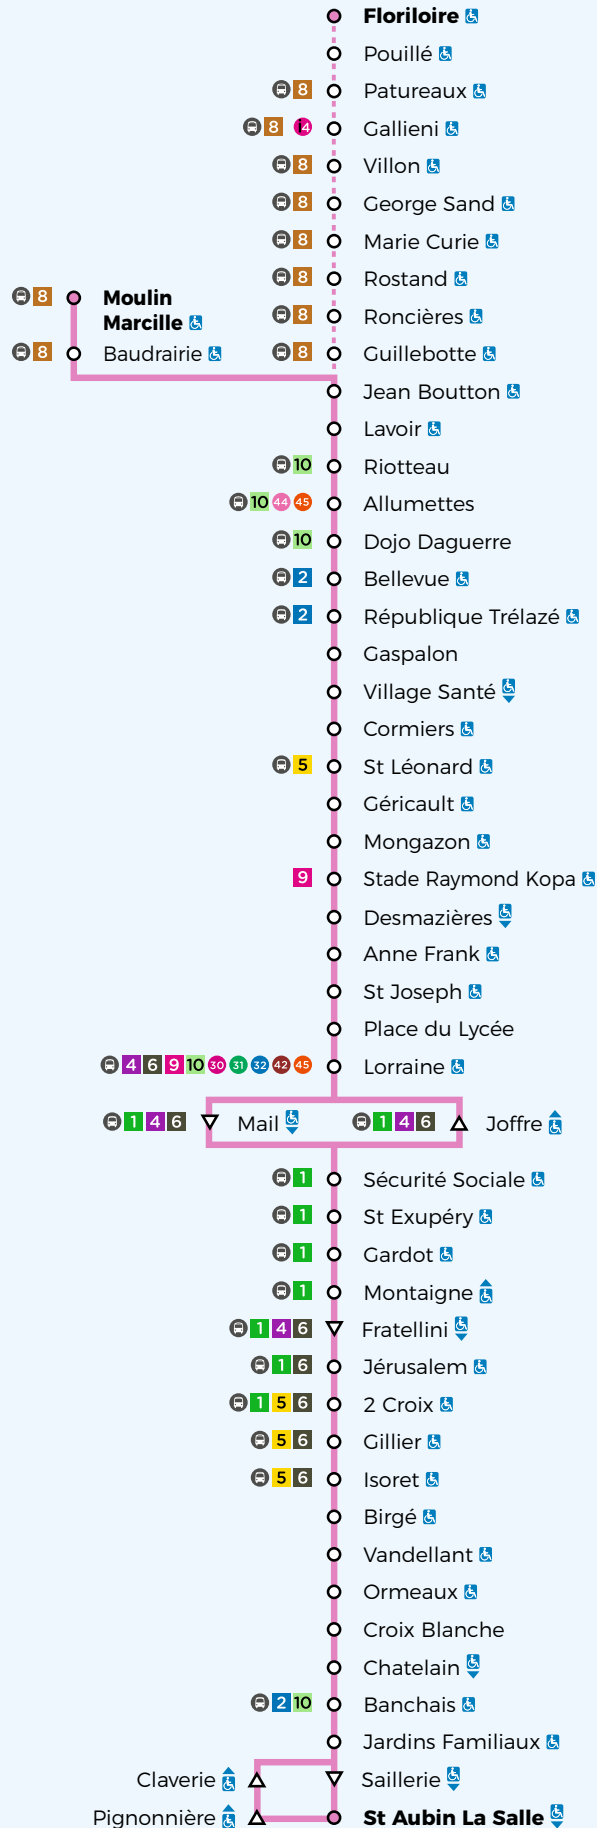 Floriloire
Pouillé
8 Patureaux
8 i4 Gallieni
8 Villon
8 George Sand
8 Marie Curie
8 Rostand
8 Moulin
Marcille
8 Roncières
8 Baudrairie
8 Guillebotte
Jean Boutton
Lavoir
10 Riotteau
10 44 45 Allumettes
10 Dojo Daguerre
2 Bellevue
2 République Trélazé
Gaspalon
Village Santé
Cormiers
5 St Léonard
Géricault
Mongazon
9 Stade Raymond Kopa
Desmazières
Anne Frank
St Joseph
Place du Lycée
4 6 9 10 30 31 32 42 45 Lorraine
1 4 6 Mail 1 4 6 Joffre
1 Sécurité Sociale
1 St Exupéry
1 Gardot
1 Montaigne
1 4 6 Fratellini
1 6 Jérusalem
1 5 6 2 Croix
5 6 Gillier
5 6 Isoret
Birgé
Vandellant
Ormeaux
Croix Blanche
Chatelain
2 10 Banchais
Jardins Familiaux
Claverie Saillerie
Pignonnière St Aubin La Salle